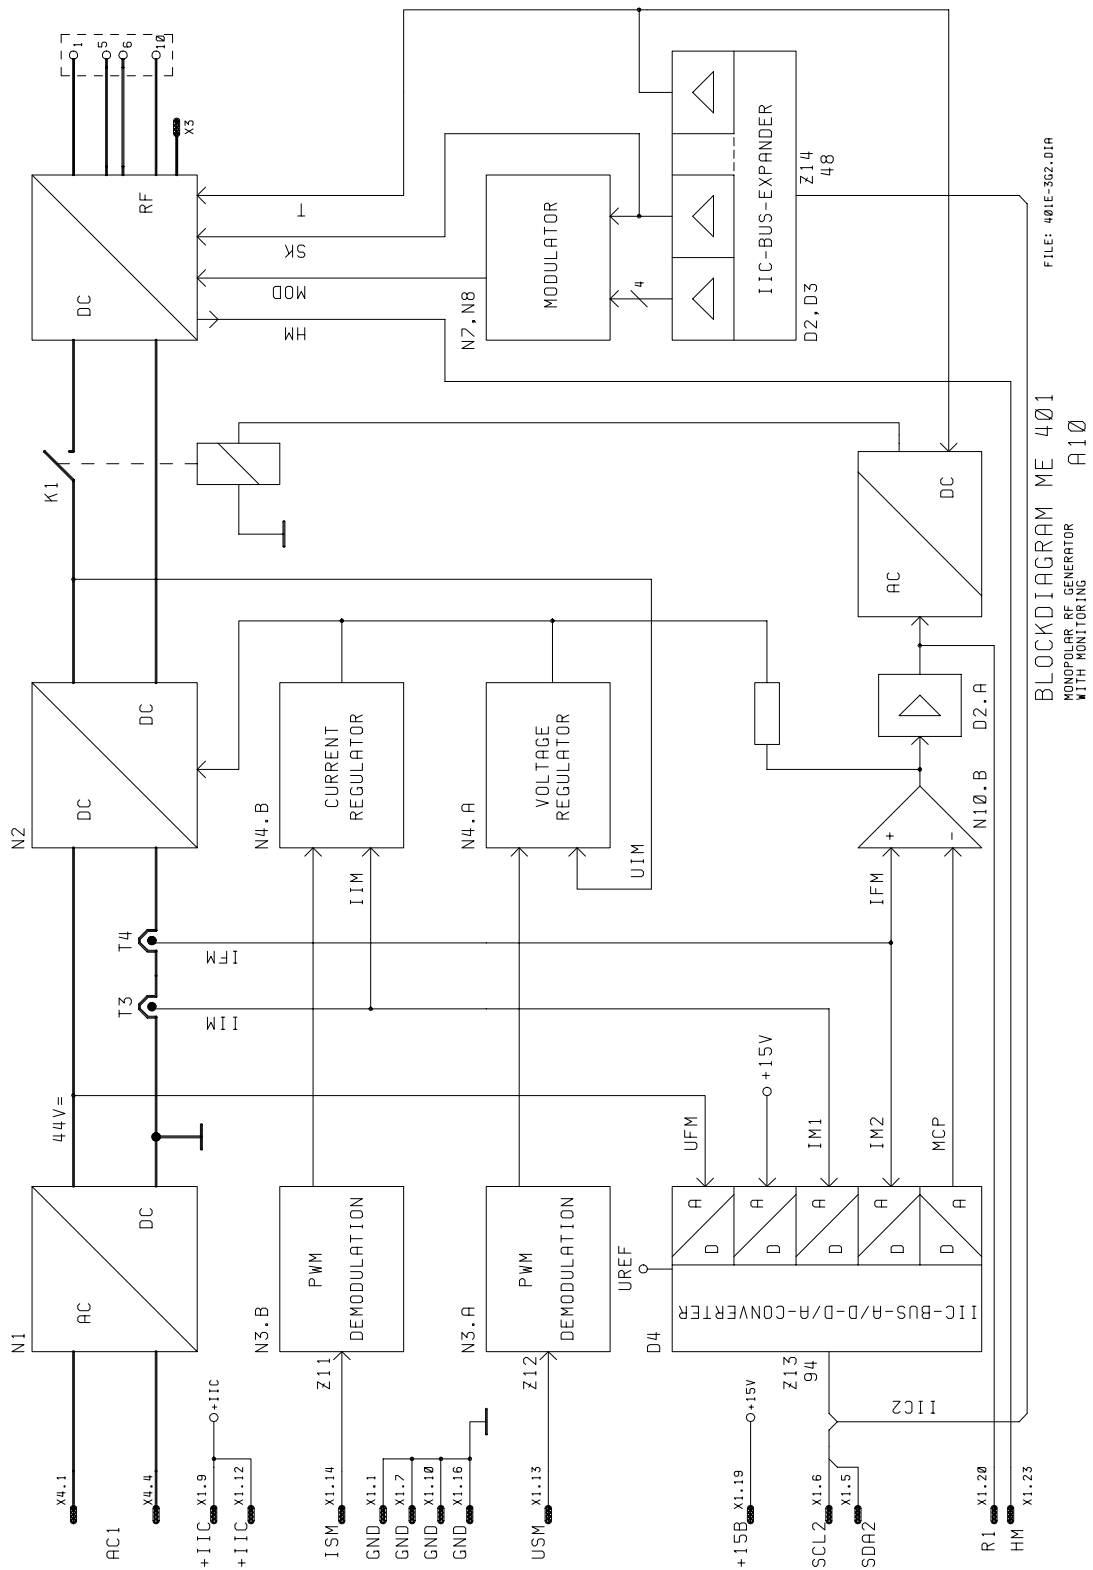 AC1
X4.1
X4.4
N1
AC
DC
44V=
T3
T4
N2
DC
DC
K1
DC
RF
1
5
6
10
X3
+IIC X1.9
+IIC X1.12
+IIC
ISM X1.14
Z11
N3.B
PWM
DEMODULATION
IIM
IFM
IIM
N4.B
CURRENT
REGULATOR
HM
MOD
SK
T
GND X1.1
GND X1.7
GND X1.10
GND X1.16
USM X1.13
Z12
N3.A
PWM
DEMODULATION
N4.A
VOLTAGE
REGULATOR
UIM
N7,N8
MODULATOR
4
IIC-BUS-EXPANDER
D2,D3
Z14
48
+15B X1.19
+15V
SCL2 X1.6
SDA2 X1.5
Z13
94
IIC2
D4
UREF
IIC-BUS-A/D-D/A-CONVERTER
D A
D A
D A
D A
D A
UFM
+15V
IM1
IM2
MCP
IFM
+
-
N10.B
D2.A
AC
DC
R1 X1.20
HM X1.23
BLOCKDIAGRAM ME 401
MONOPOLAR RF GENERATOR
WITH MONITORING
A10
FILE: 401E-3G2.DIA